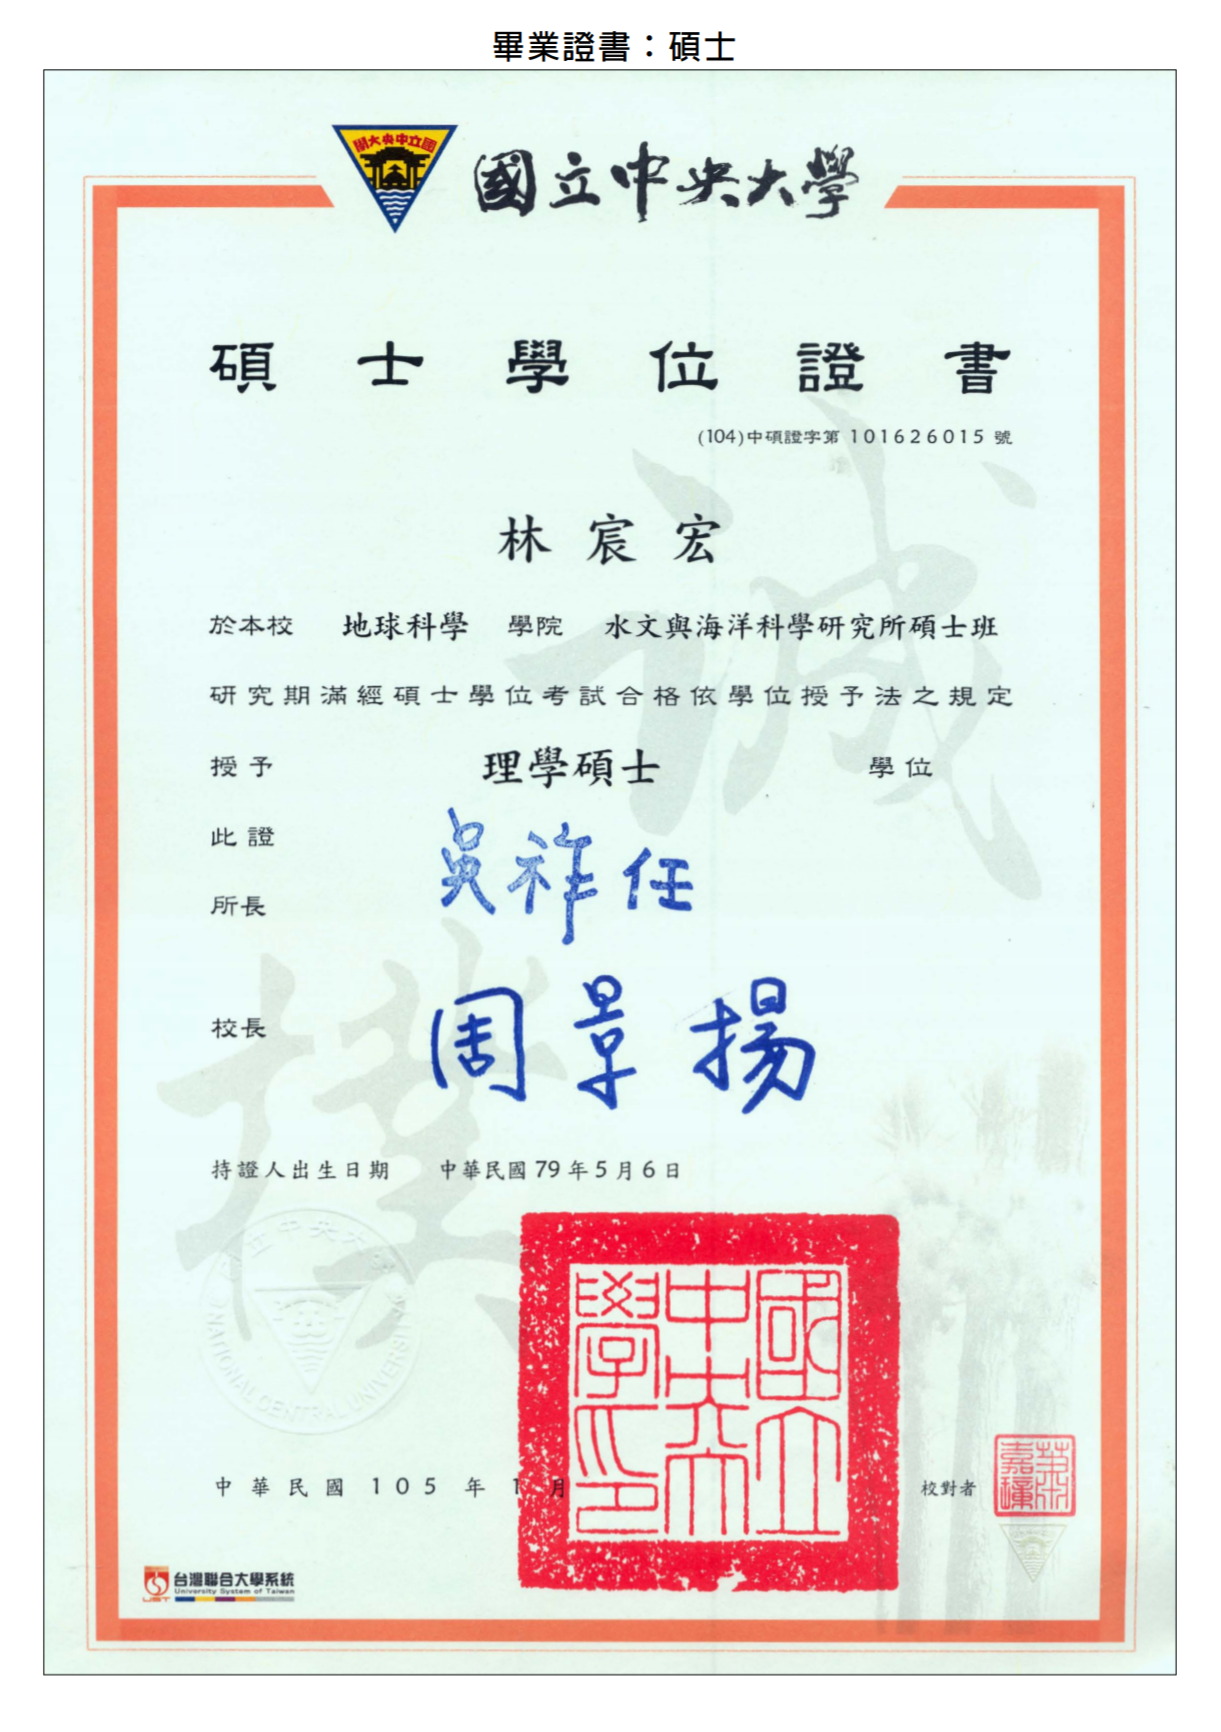 畢業證書：碩士
國立中央大學
國立中央大學
碩士學位證書
(104)中碩證字第 101626015 號
林宸宏
於本校 地球科學 學院 水文與海洋科學研究所碩士班
研究期滿經碩士學位考試合格依學位授予法之規定
授予 理學碩士 學位
此證
所長 吳祚任
校長 周景揚
持證人出生日期 中華民國79年5月6日
國立中央大學
NATIONAL CENTRAL UNIVERSITY
國立中央大學印
中華民國 105 年 1 月
校對者
台灣聯合大學系統
University System of Taiwan
UST
誠
樸